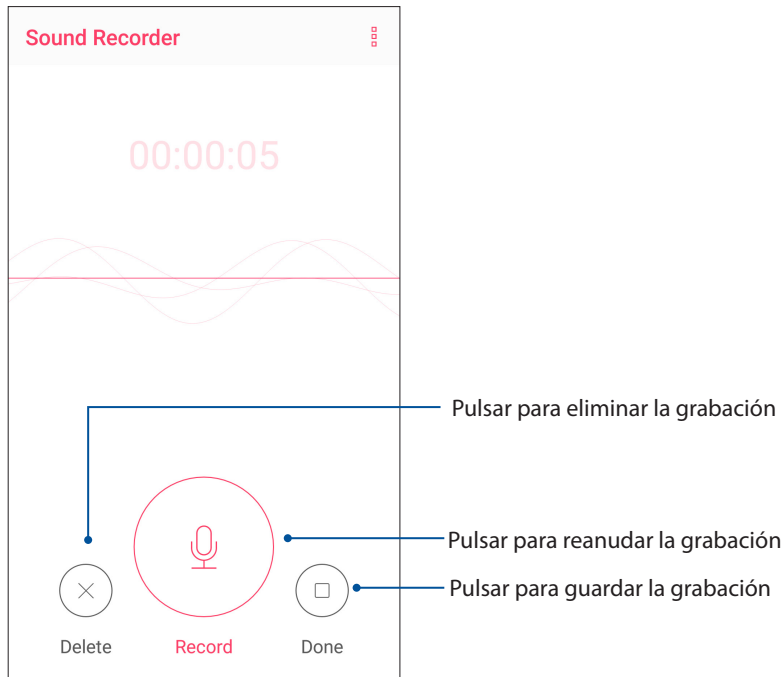 Sound Recorder
00:00:05
Pulsar para eliminar la grabación
Pulsar para reanudar la grabación
Pulsar para guardar la grabación
Delete
Record
Done